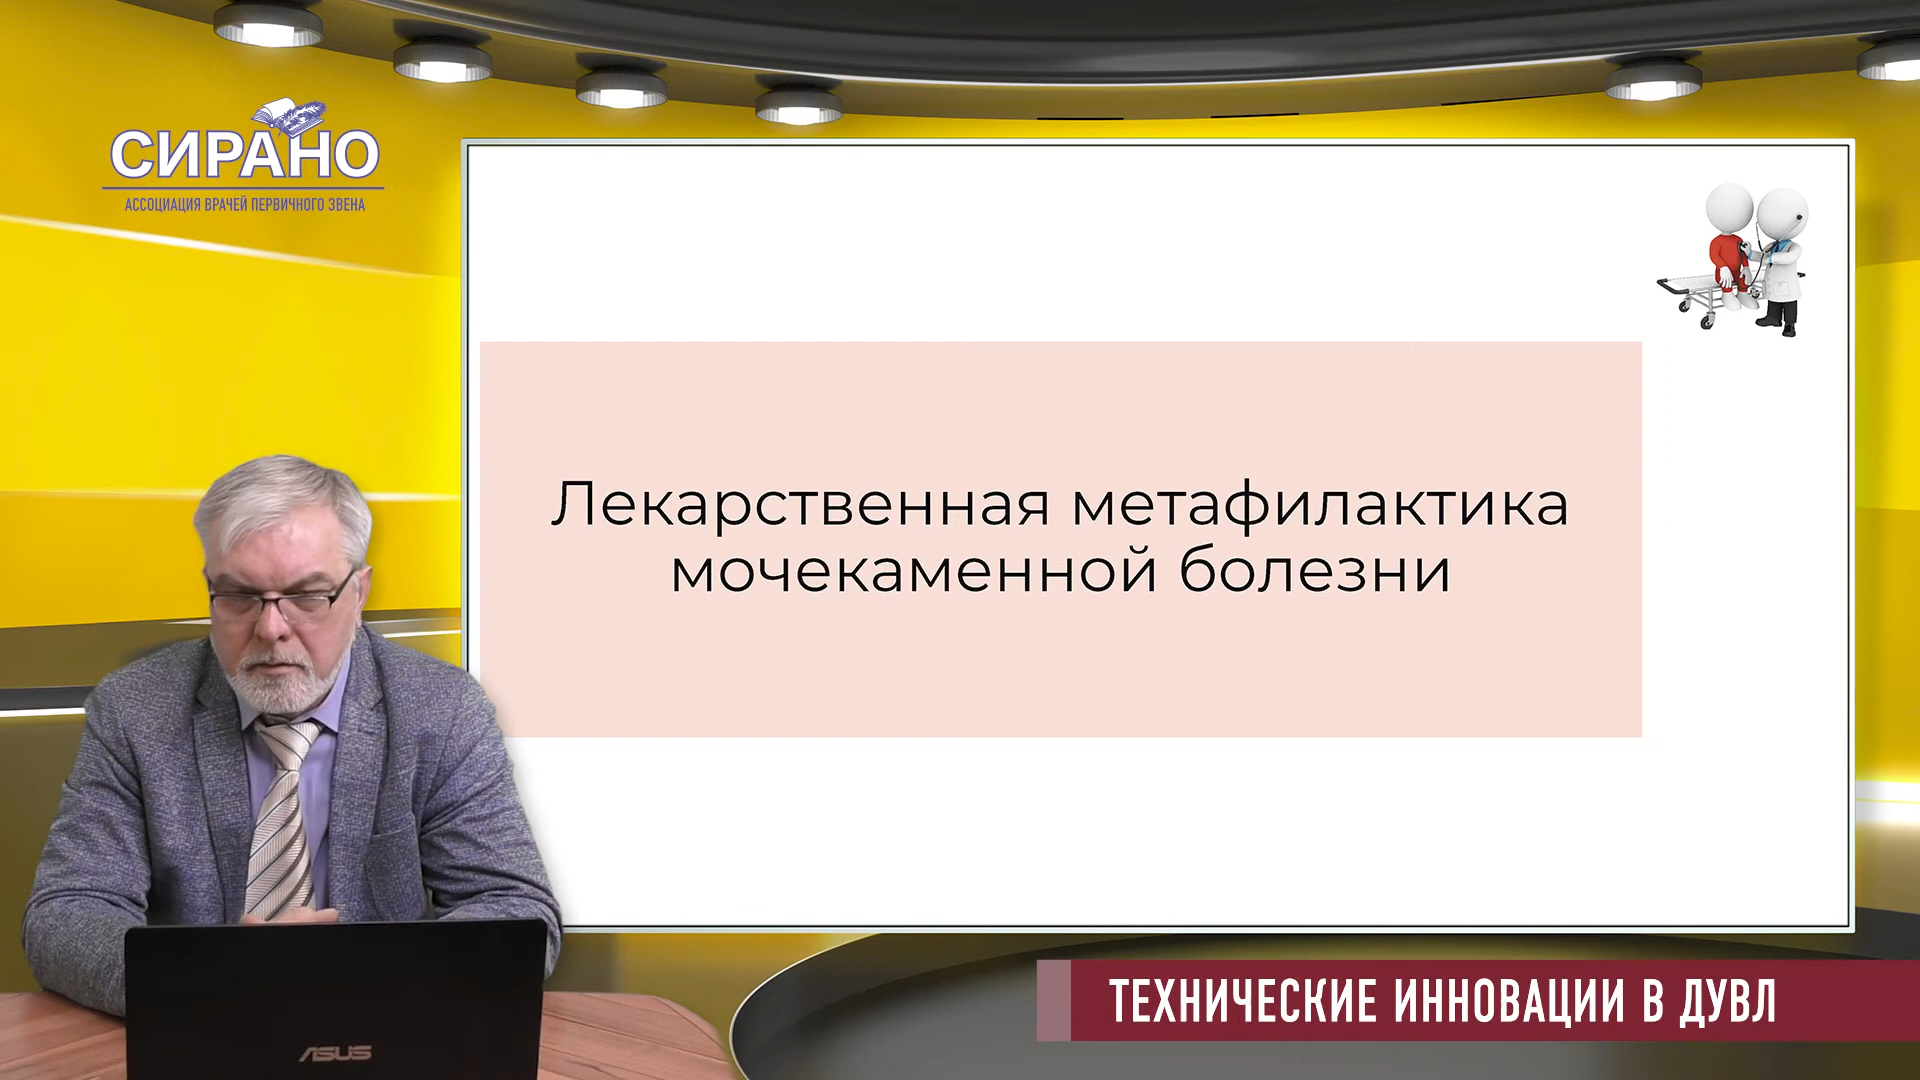 СИРАНО
АССОЦИАЦИЯ ВРАЧЕЙ ПЕРВИЧНОГО ЗВЕНА
Лекарственная метафилактика
мочекаменной болезни
ASUS
ТЕХНИЧЕСКИЕ ИННОВАЦИИ В ДУВЛ